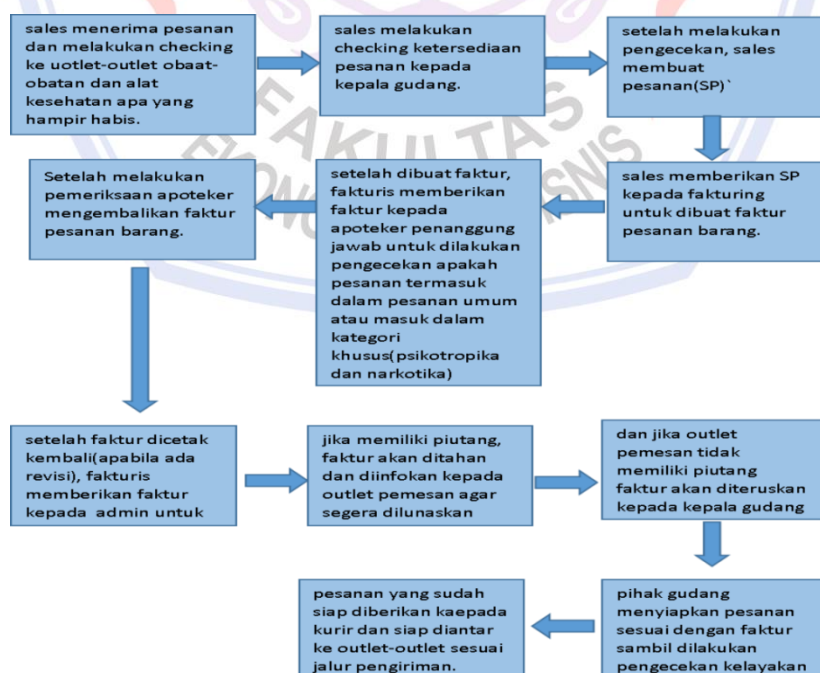 sales menerima pesanan
dan melakukan checking
ke uotlet-outlet obaat-
obatan dan alat
kesehatan apa yang
hampir habis.
sales melakukan
checking ketersediaan
pesanan kepada
kepala gudang.
setelah melakukan
pengecekan, sales
membuat
pesanan(SP)`
sales memberikan SP
kepada fakturing
untuk dibuat faktur
pesanan barang.
setelah dibuat faktur,
fakturis memberikan
faktur kepada
apoteker penanggung
jawab untuk dilakukan
pengecekan apakah
pesanan termasuk
dalam pesanan umum
atau masuk dalam
kategori
khusus(psikotropika
dan narkotika)
Setelah melakukan
pemeriksaan apoteker
mengembalikan faktur
pesanan barang.
setelah faktur dicetak
kembali(apabila ada
revisi), fakturis
memberikan faktur
kepada admin untuk
jika memiliki piutang,
faktur akan ditahan
dan diinfokan kepada
outlet pemesan agar
segera dilunaskan
dan jika outlet
pemesan tidak
memiliki piutang
faktur akan diteruskan
kepada kepala gudang
pihak gudang
menyiapkan pesanan
sesuai dengan faktur
sambil dilakukan
pengecekan kelayakan
pesanan yang sudah
siap diberikan kaepada
kurir dan siap diantar
ke outlet-outlet sesuai
jalur pengiriman.
FAKULTAS